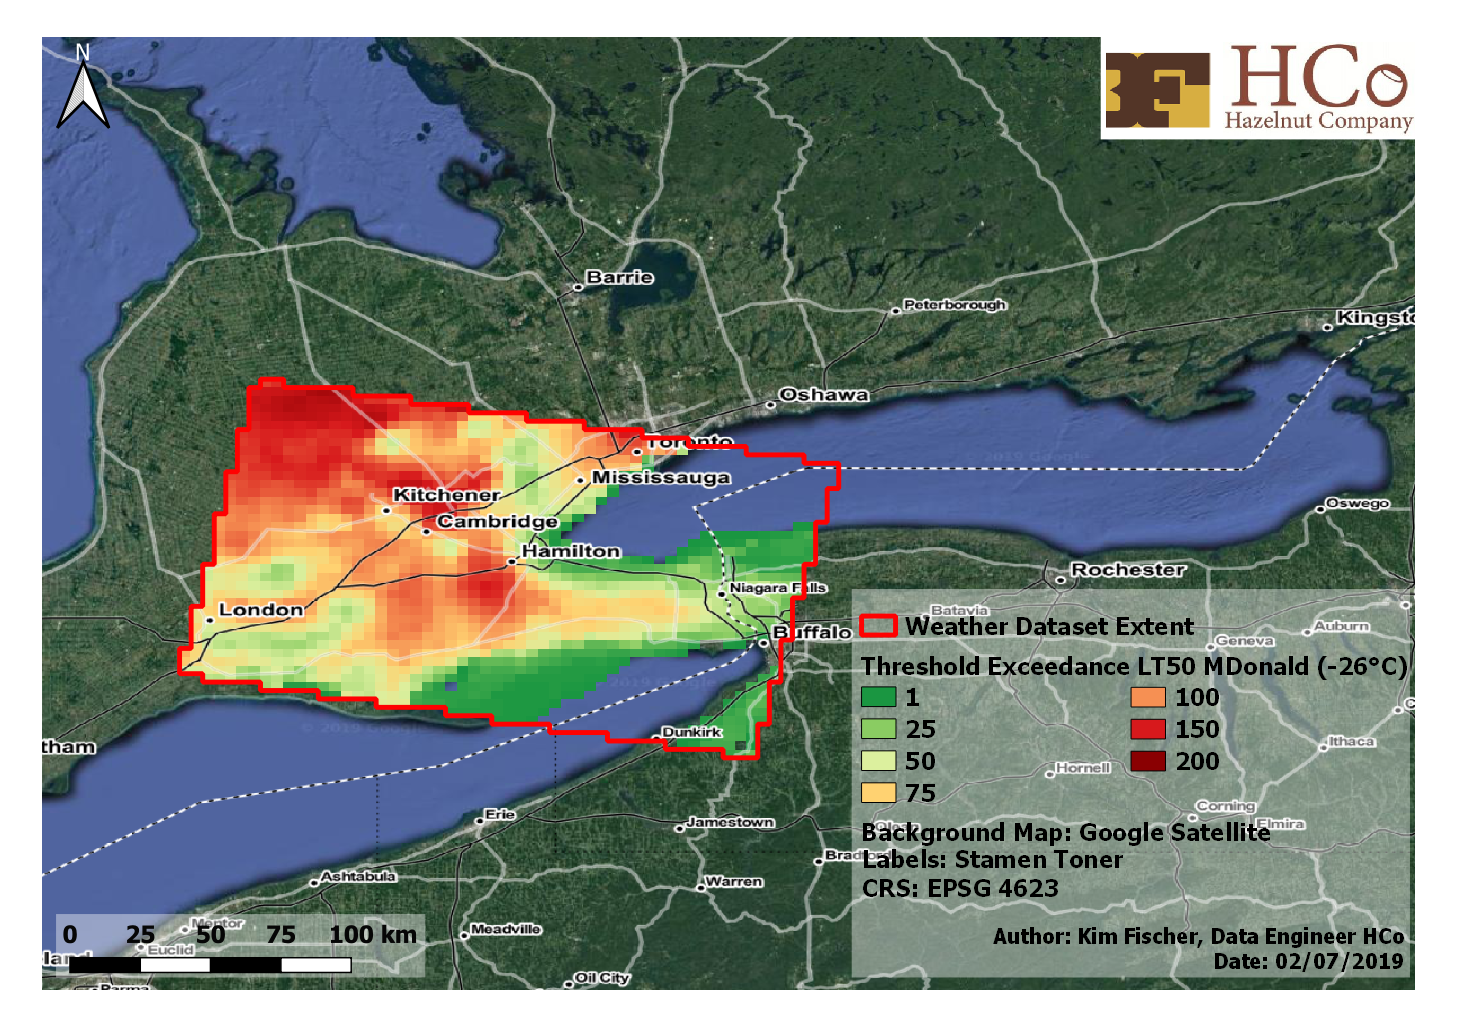 N
HCo
Hazelnut Company
Barrie
Peterborough
Kingsto
Oshawa
Toronto
Mississauga
Kitchener
Cambridge
Hamilton
Oswego
Rochester
Niagara Falls
London
Buffalo
Batavia
Auburn
Geneva
Weather Dataset Extent
Threshold Exceedance LT50 MDonald (-26°C)
1 100
25 150
50 200
75
Dunkirk
tham
Ithaca
Hornell
Corning
Elmira
Erie
Jamestown
Olean
Background Map: Google Satellite
Labels: Stamen Toner
CRS: EPSG 4623
Ashtabula
Warren
Meadville
Mentor
Euclid
land
Parma
Oil City
0 25 50 75 100 km
Author: Kim Fischer, Data Engineer HCo
Date: 02/07/2019